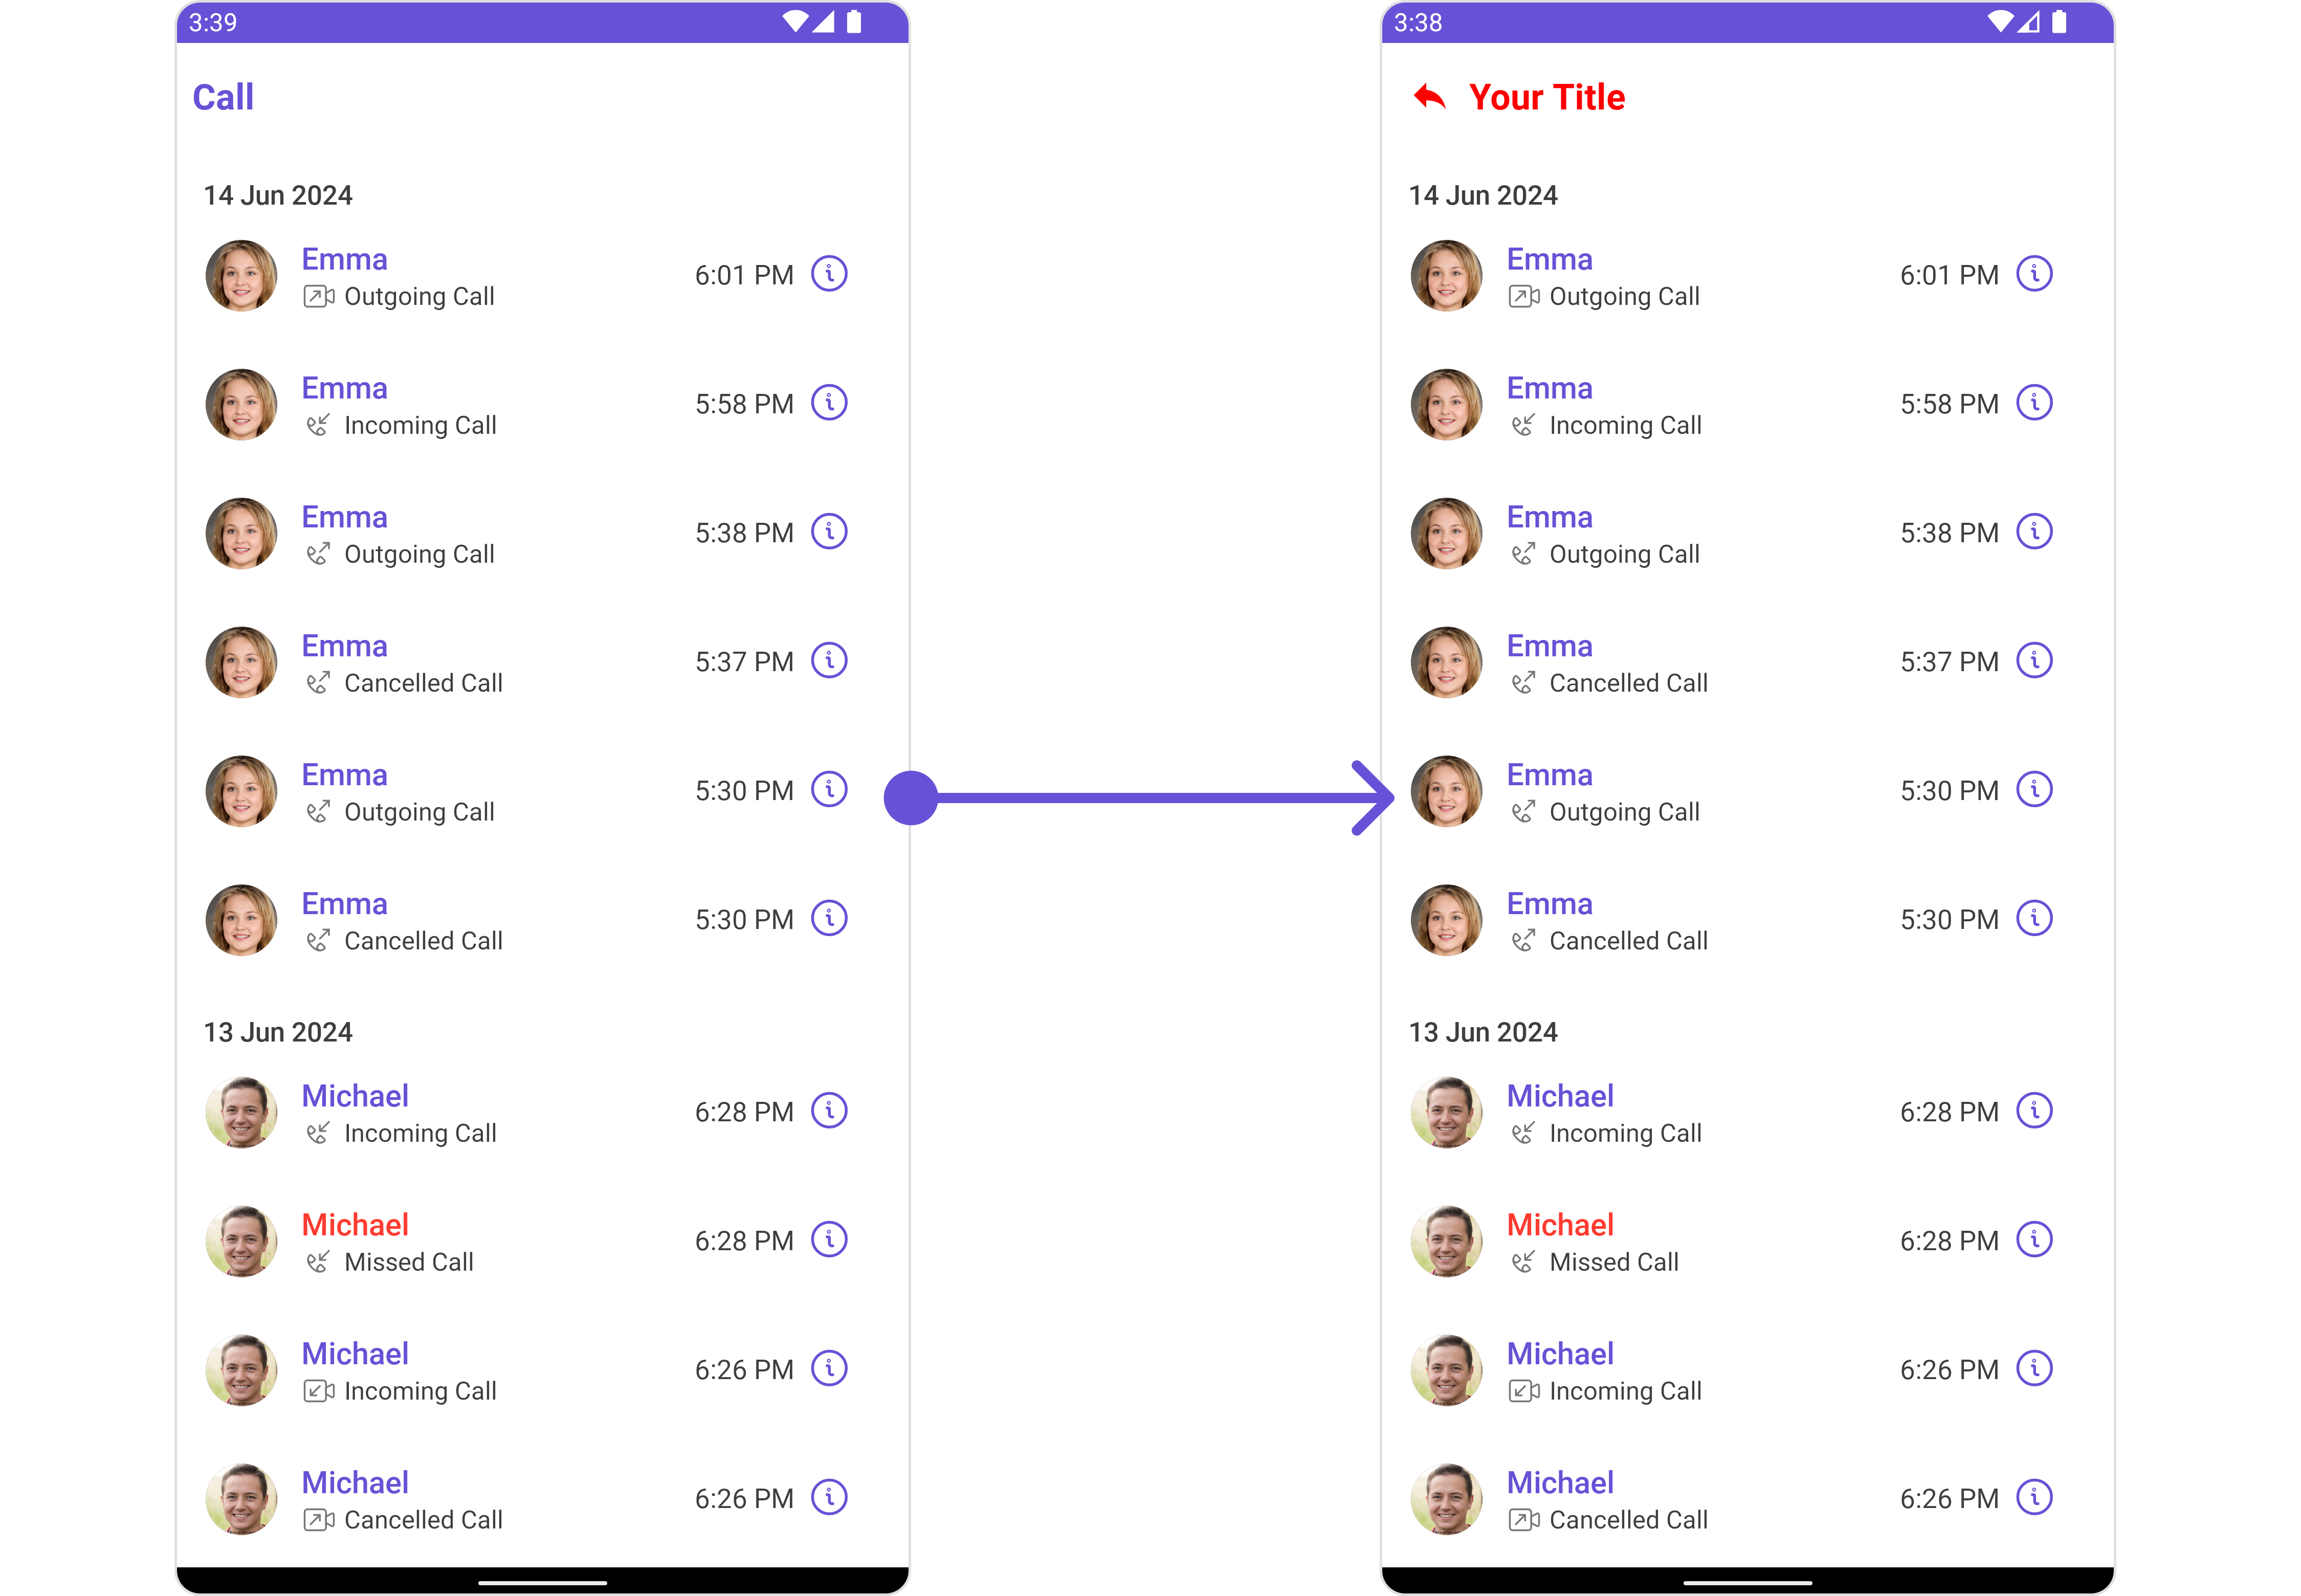 3:39
Call
14 Jun 2024
Emma
Outgoing Call
6:01 PM
Emma
Incoming Call
5:58 PM
Emma
Outgoing Call
5:38 PM
Emma
Cancelled Call
5:37 PM
Emma
Outgoing Call
5:30 PM
Emma
Cancelled Call
5:30 PM
13 Jun 2024
Michael
Incoming Call
6:28 PM
Michael
Missed Call
6:28 PM
Michael
Incoming Call
6:26 PM
Michael
Cancelled Call
6:26 PM
3:38
Your Title
14 Jun 2024
Emma
Outgoing Call
6:01 PM
Emma
Incoming Call
5:58 PM
Emma
Outgoing Call
5:38 PM
Emma
Cancelled Call
5:37 PM
Emma
Outgoing Call
5:30 PM
Emma
Cancelled Call
5:30 PM
13 Jun 2024
Michael
Incoming Call
6:28 PM
Michael
Missed Call
6:28 PM
Michael
Incoming Call
6:26 PM
Michael
Cancelled Call
6:26 PM